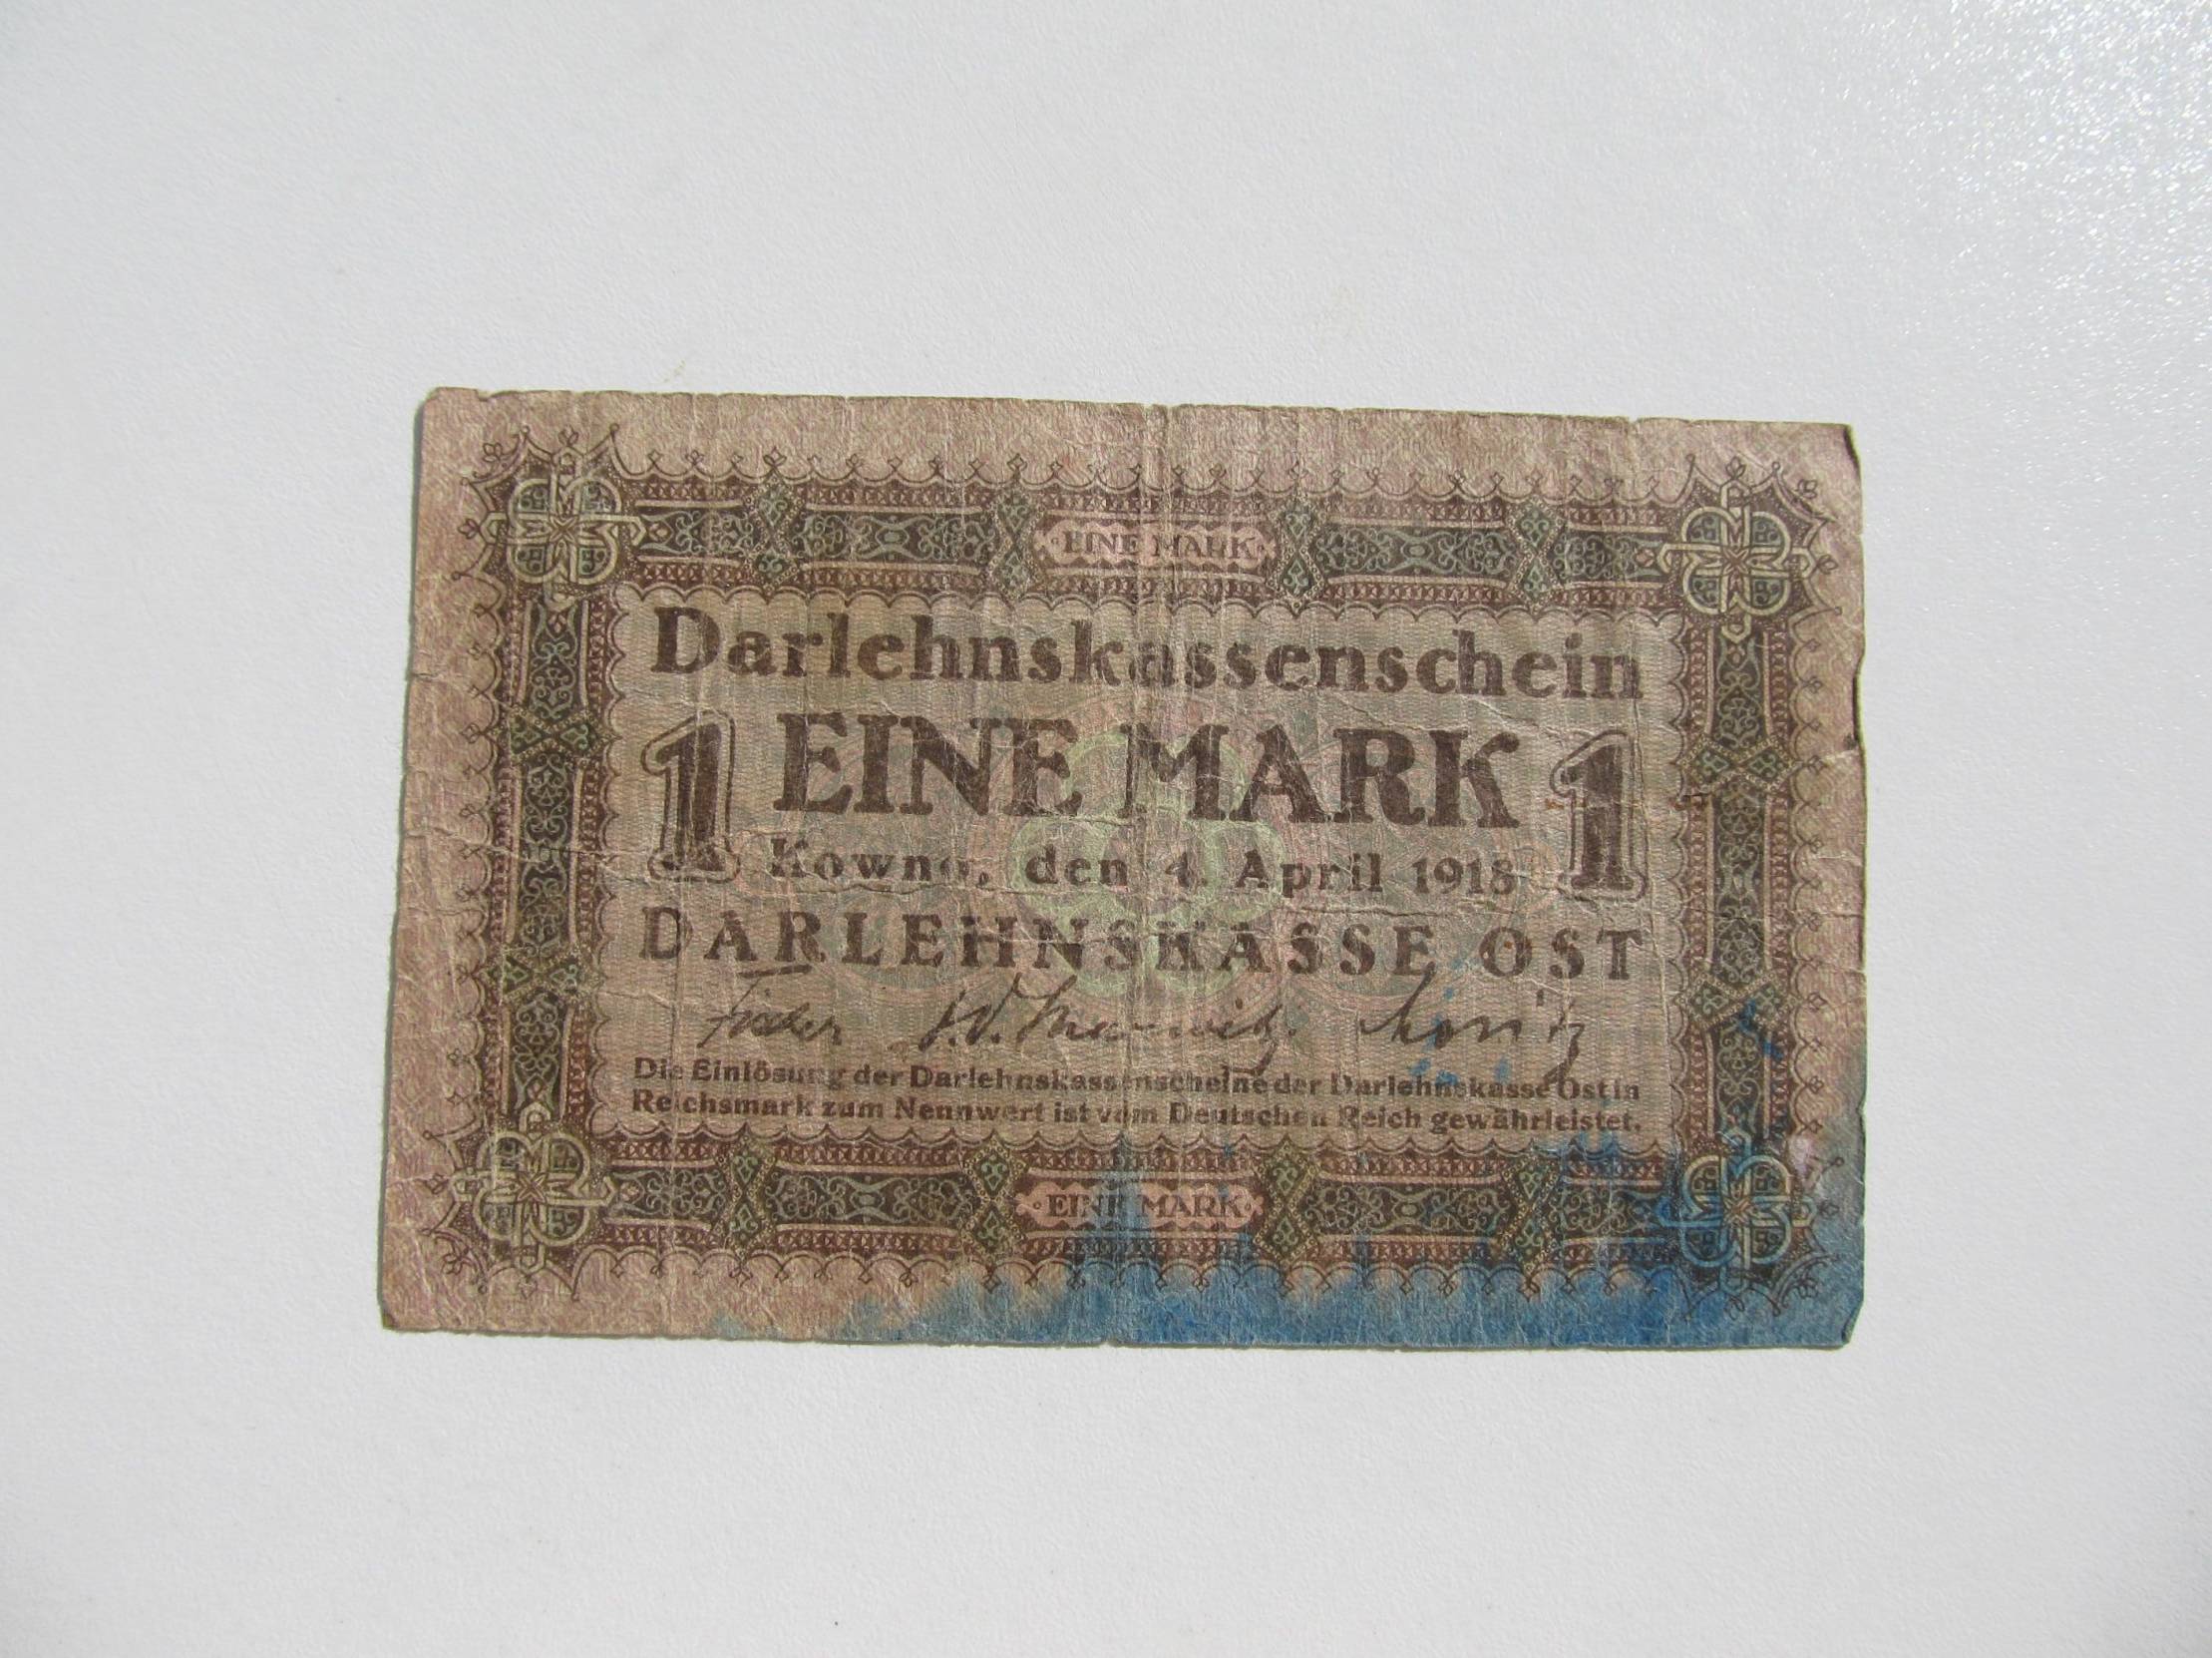 EINE MARK
Darlehnskassenschein
1 EINE MARK 1
Kowno, den 4. April 1918
DARLEHNSKASSE OST
Die Einlösung der Darlehnskassenscheine der Darlehnskasse Ost in
Reichsmark zum Nennwert ist vom Deutschen Reich gewährleistet.
EINE MARK